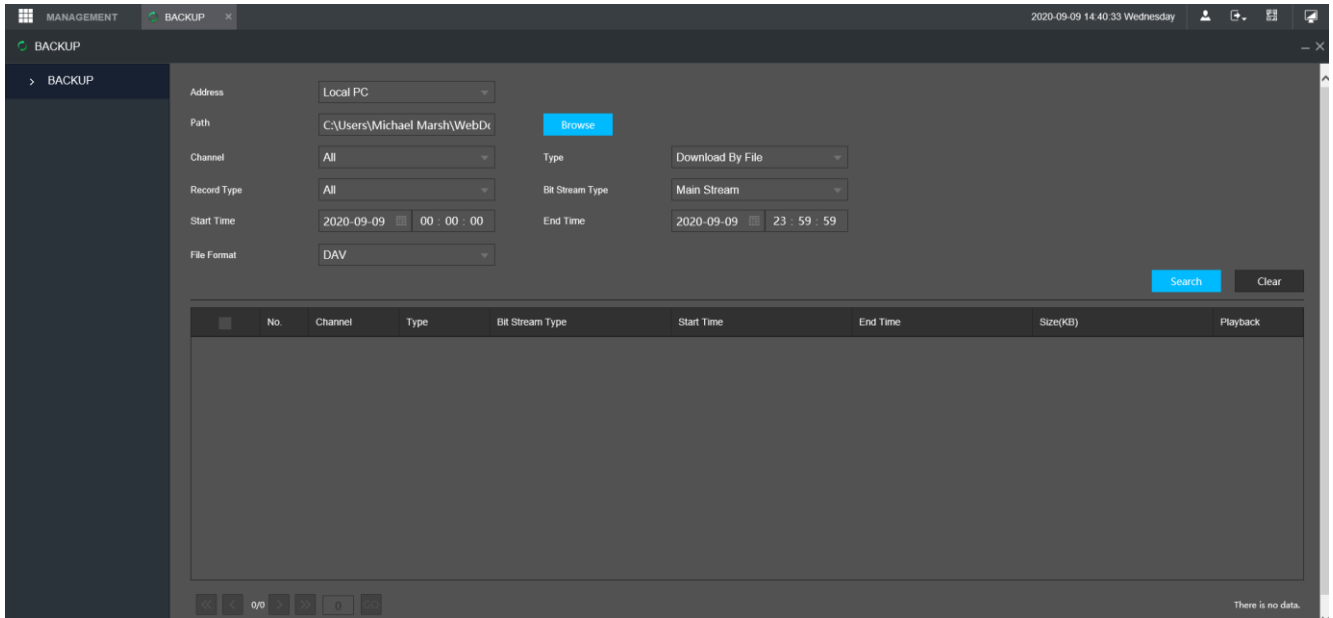 MANAGEMENT BACKUP × 2020-09-09 14:40:33 Wednesday
BACKUP
BACKUP
Address Local PC
Path C:\Users\Michael Marsh\WebDo Browse
Channel All Type Download By File
Record Type All Bit Stream Type Main Stream
Start Time 2020-09-09 00 : 00 : 00 End Time 2020-09-09 23 : 59 : 59
File Format DAV
Search Clear
No. Channel Type Bit Stream Type Start Time End Time Size(KB) Playback
0/0 0 GO There is no data.